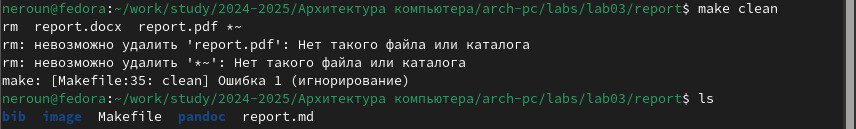 neroun@fedora:~/work/study/2024-2025/Архитектура компьютера/arch-pc/labs/lab03/report$ make clean
rm  report.docx  report.pdf *~
rm: невозможно удалить 'report.pdf': Нет такого файла или каталога
rm: невозможно удалить '*~': Нет такого файла или каталога
make: [Makefile:35: clean] Ошибка 1 (игнорирование)
neroun@fedora:~/work/study/2024-2025/Архитектура компьютера/arch-pc/labs/lab03/report$ ls
bib  image  Makefile  pandoc  report.md